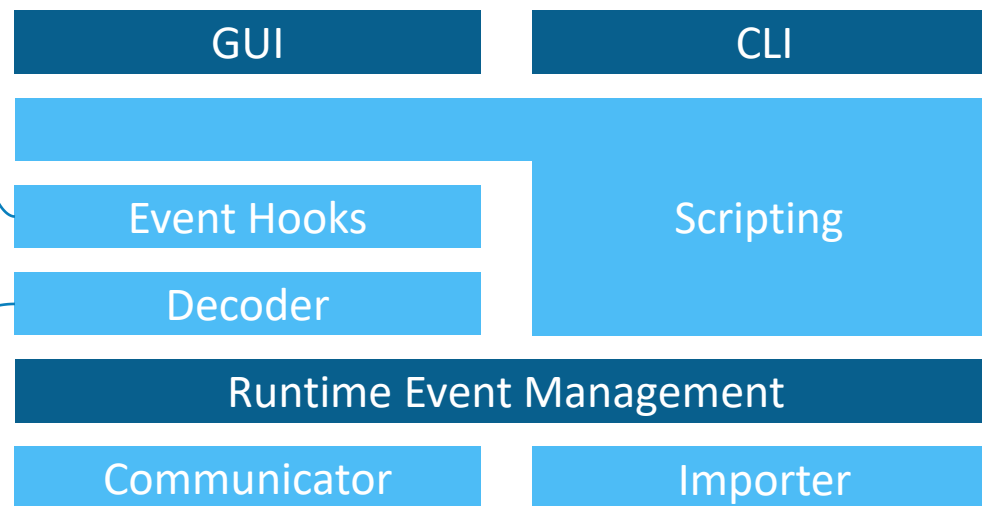 GUI
CLI
Event Hooks
Scripting
Decoder
Runtime Event Management
Communicator
Importer